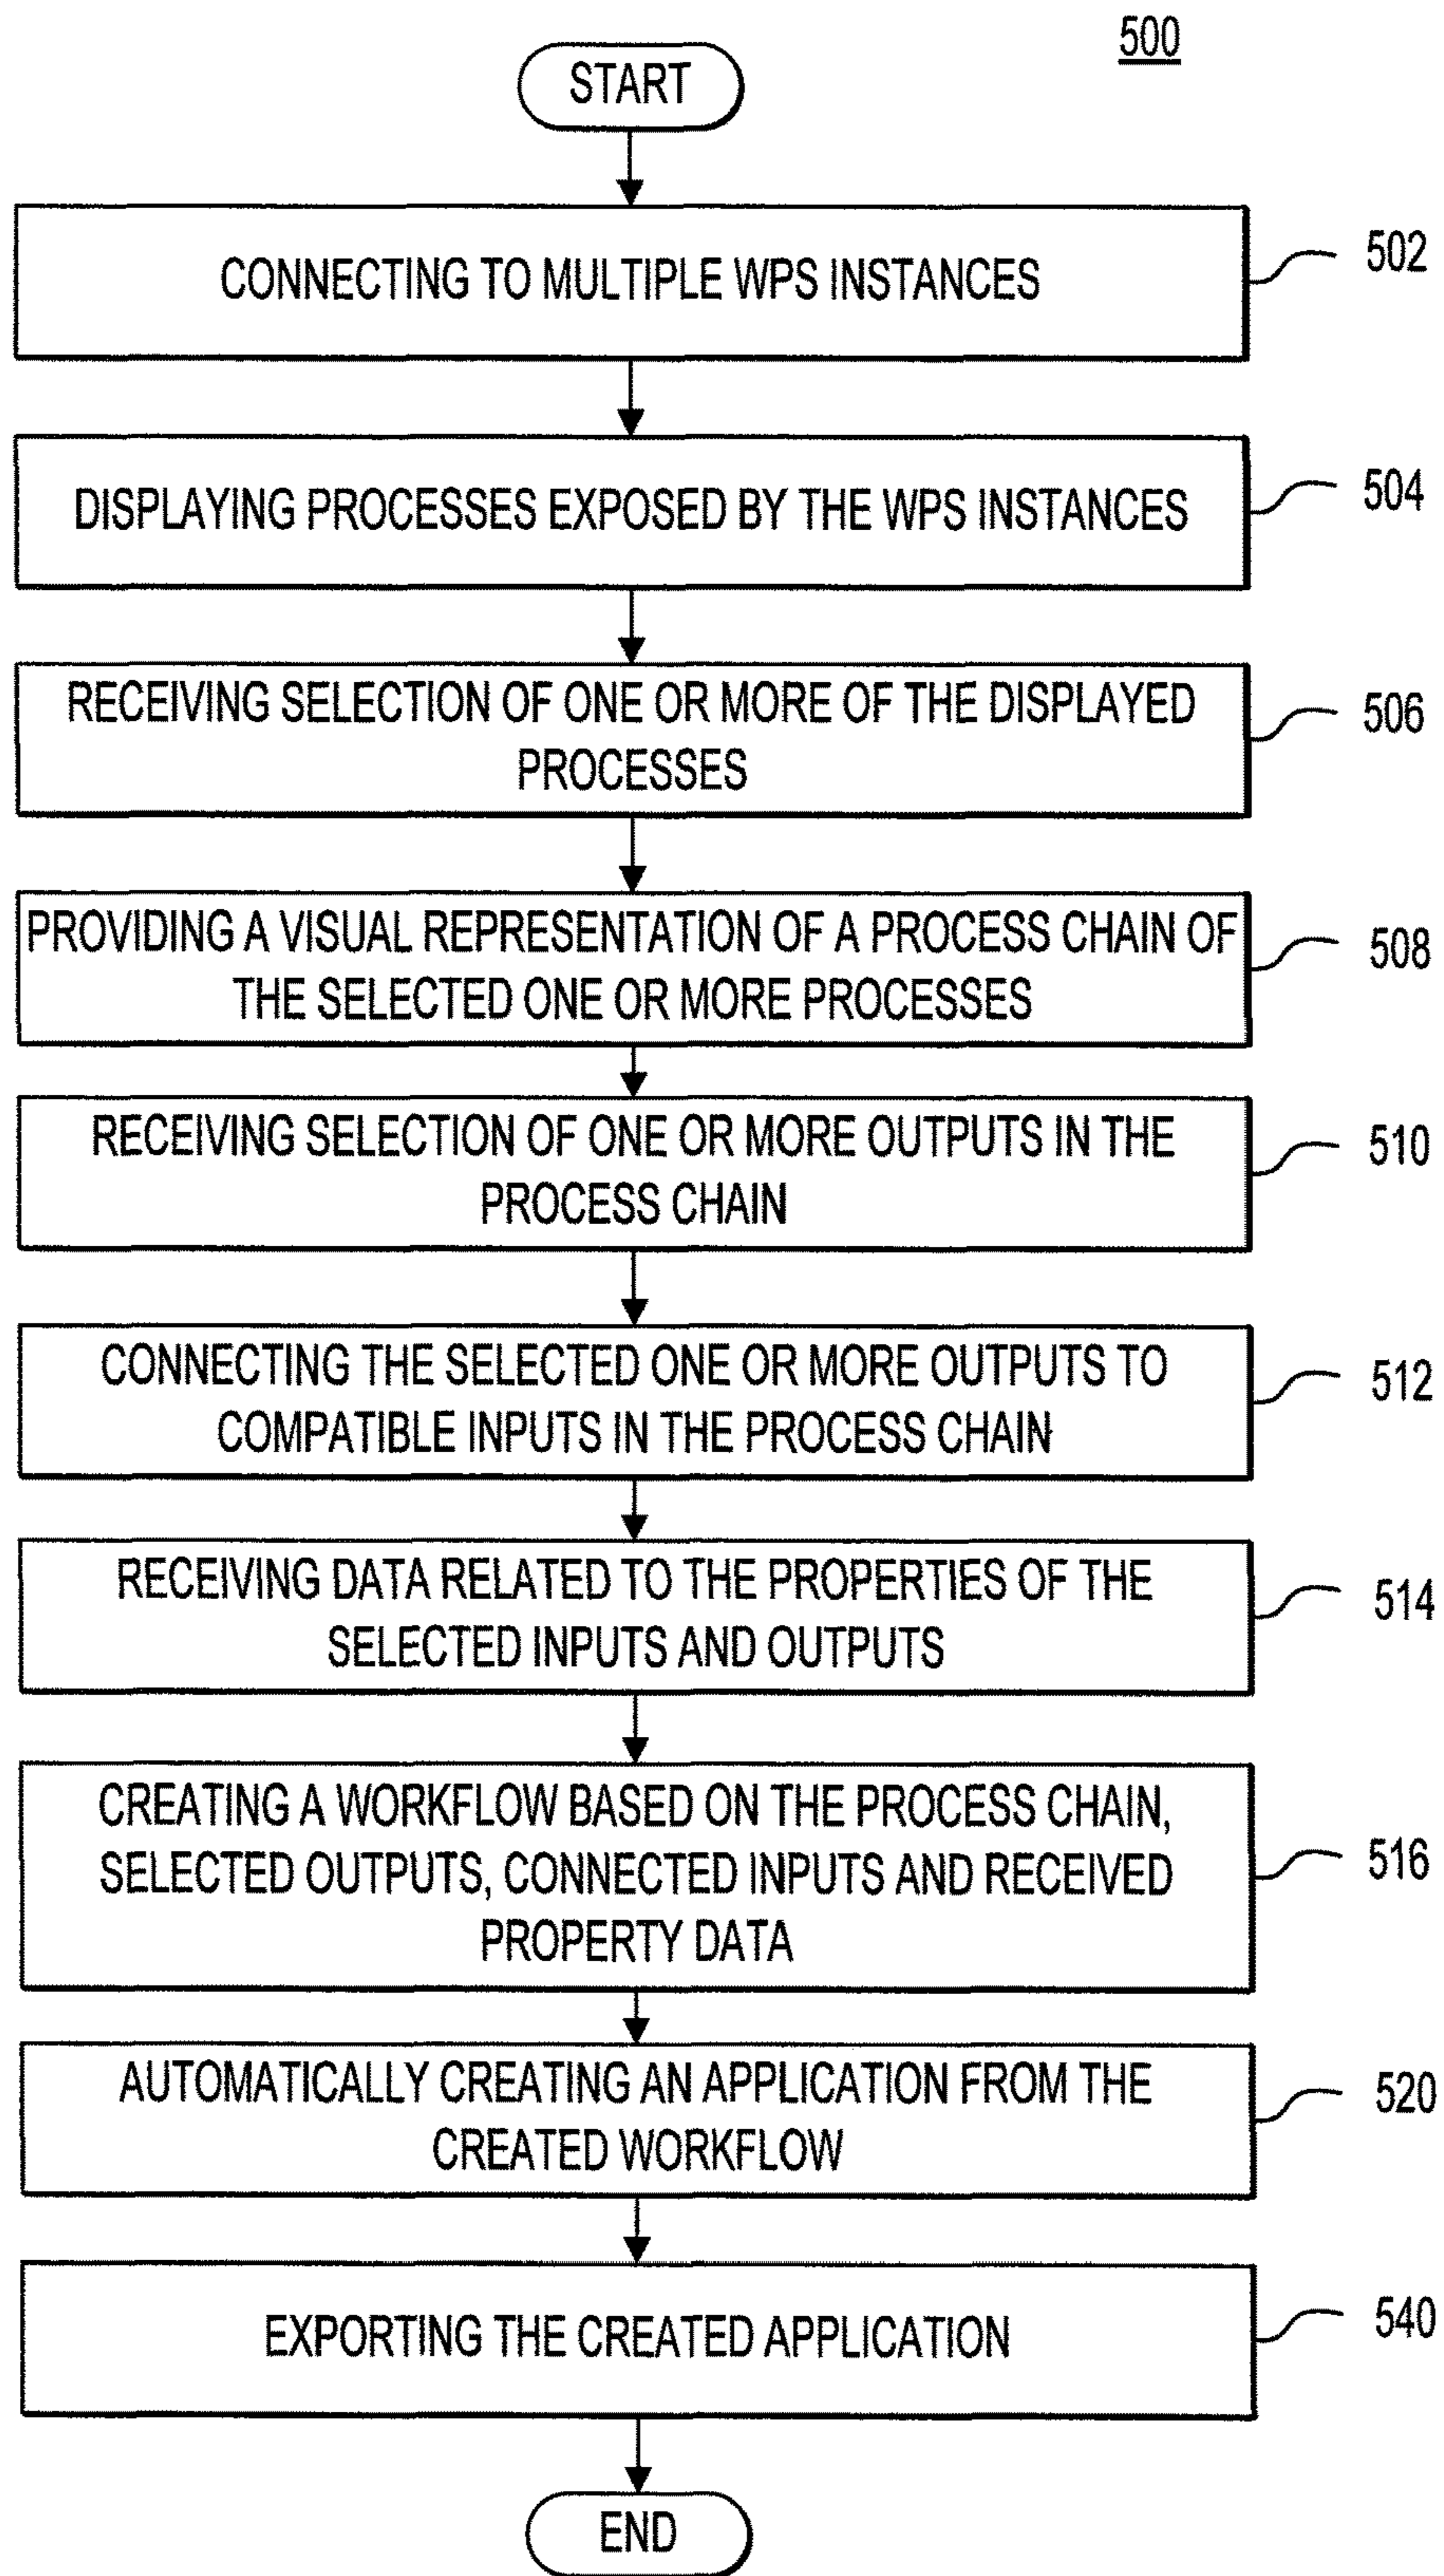 500
START
CONNECTING TO MULTIPLE WPS INSTANCES
502
DISPLAYING PROCESSES EXPOSED BY THE WPS INSTANCES
504
RECEIVING SELECTION OF ONE OR MORE OF THE DISPLAYED
PROCESSES
506
PROVIDING A VISUAL REPRESENTATION OF A PROCESS CHAIN OF
THE SELECTED ONE OR MORE PROCESSES
508
RECEIVING SELECTION OF ONE OR MORE OUTPUTS IN THE
PROCESS CHAIN
510
CONNECTING THE SELECTED ONE OR MORE OUTPUTS TO
COMPATIBLE INPUTS IN THE PROCESS CHAIN
512
RECEIVING DATA RELATED TO THE PROPERTIES OF THE
SELECTED INPUTS AND OUTPUTS
514
CREATING A WORKFLOW BASED ON THE PROCESS CHAIN,
SELECTED OUTPUTS, CONNECTED INPUTS AND RECEIVED
PROPERTY DATA
516
AUTOMATICALLY CREATING AN APPLICATION FROM THE
CREATED WORKFLOW
520
EXPORTING THE CREATED APPLICATION
540
END